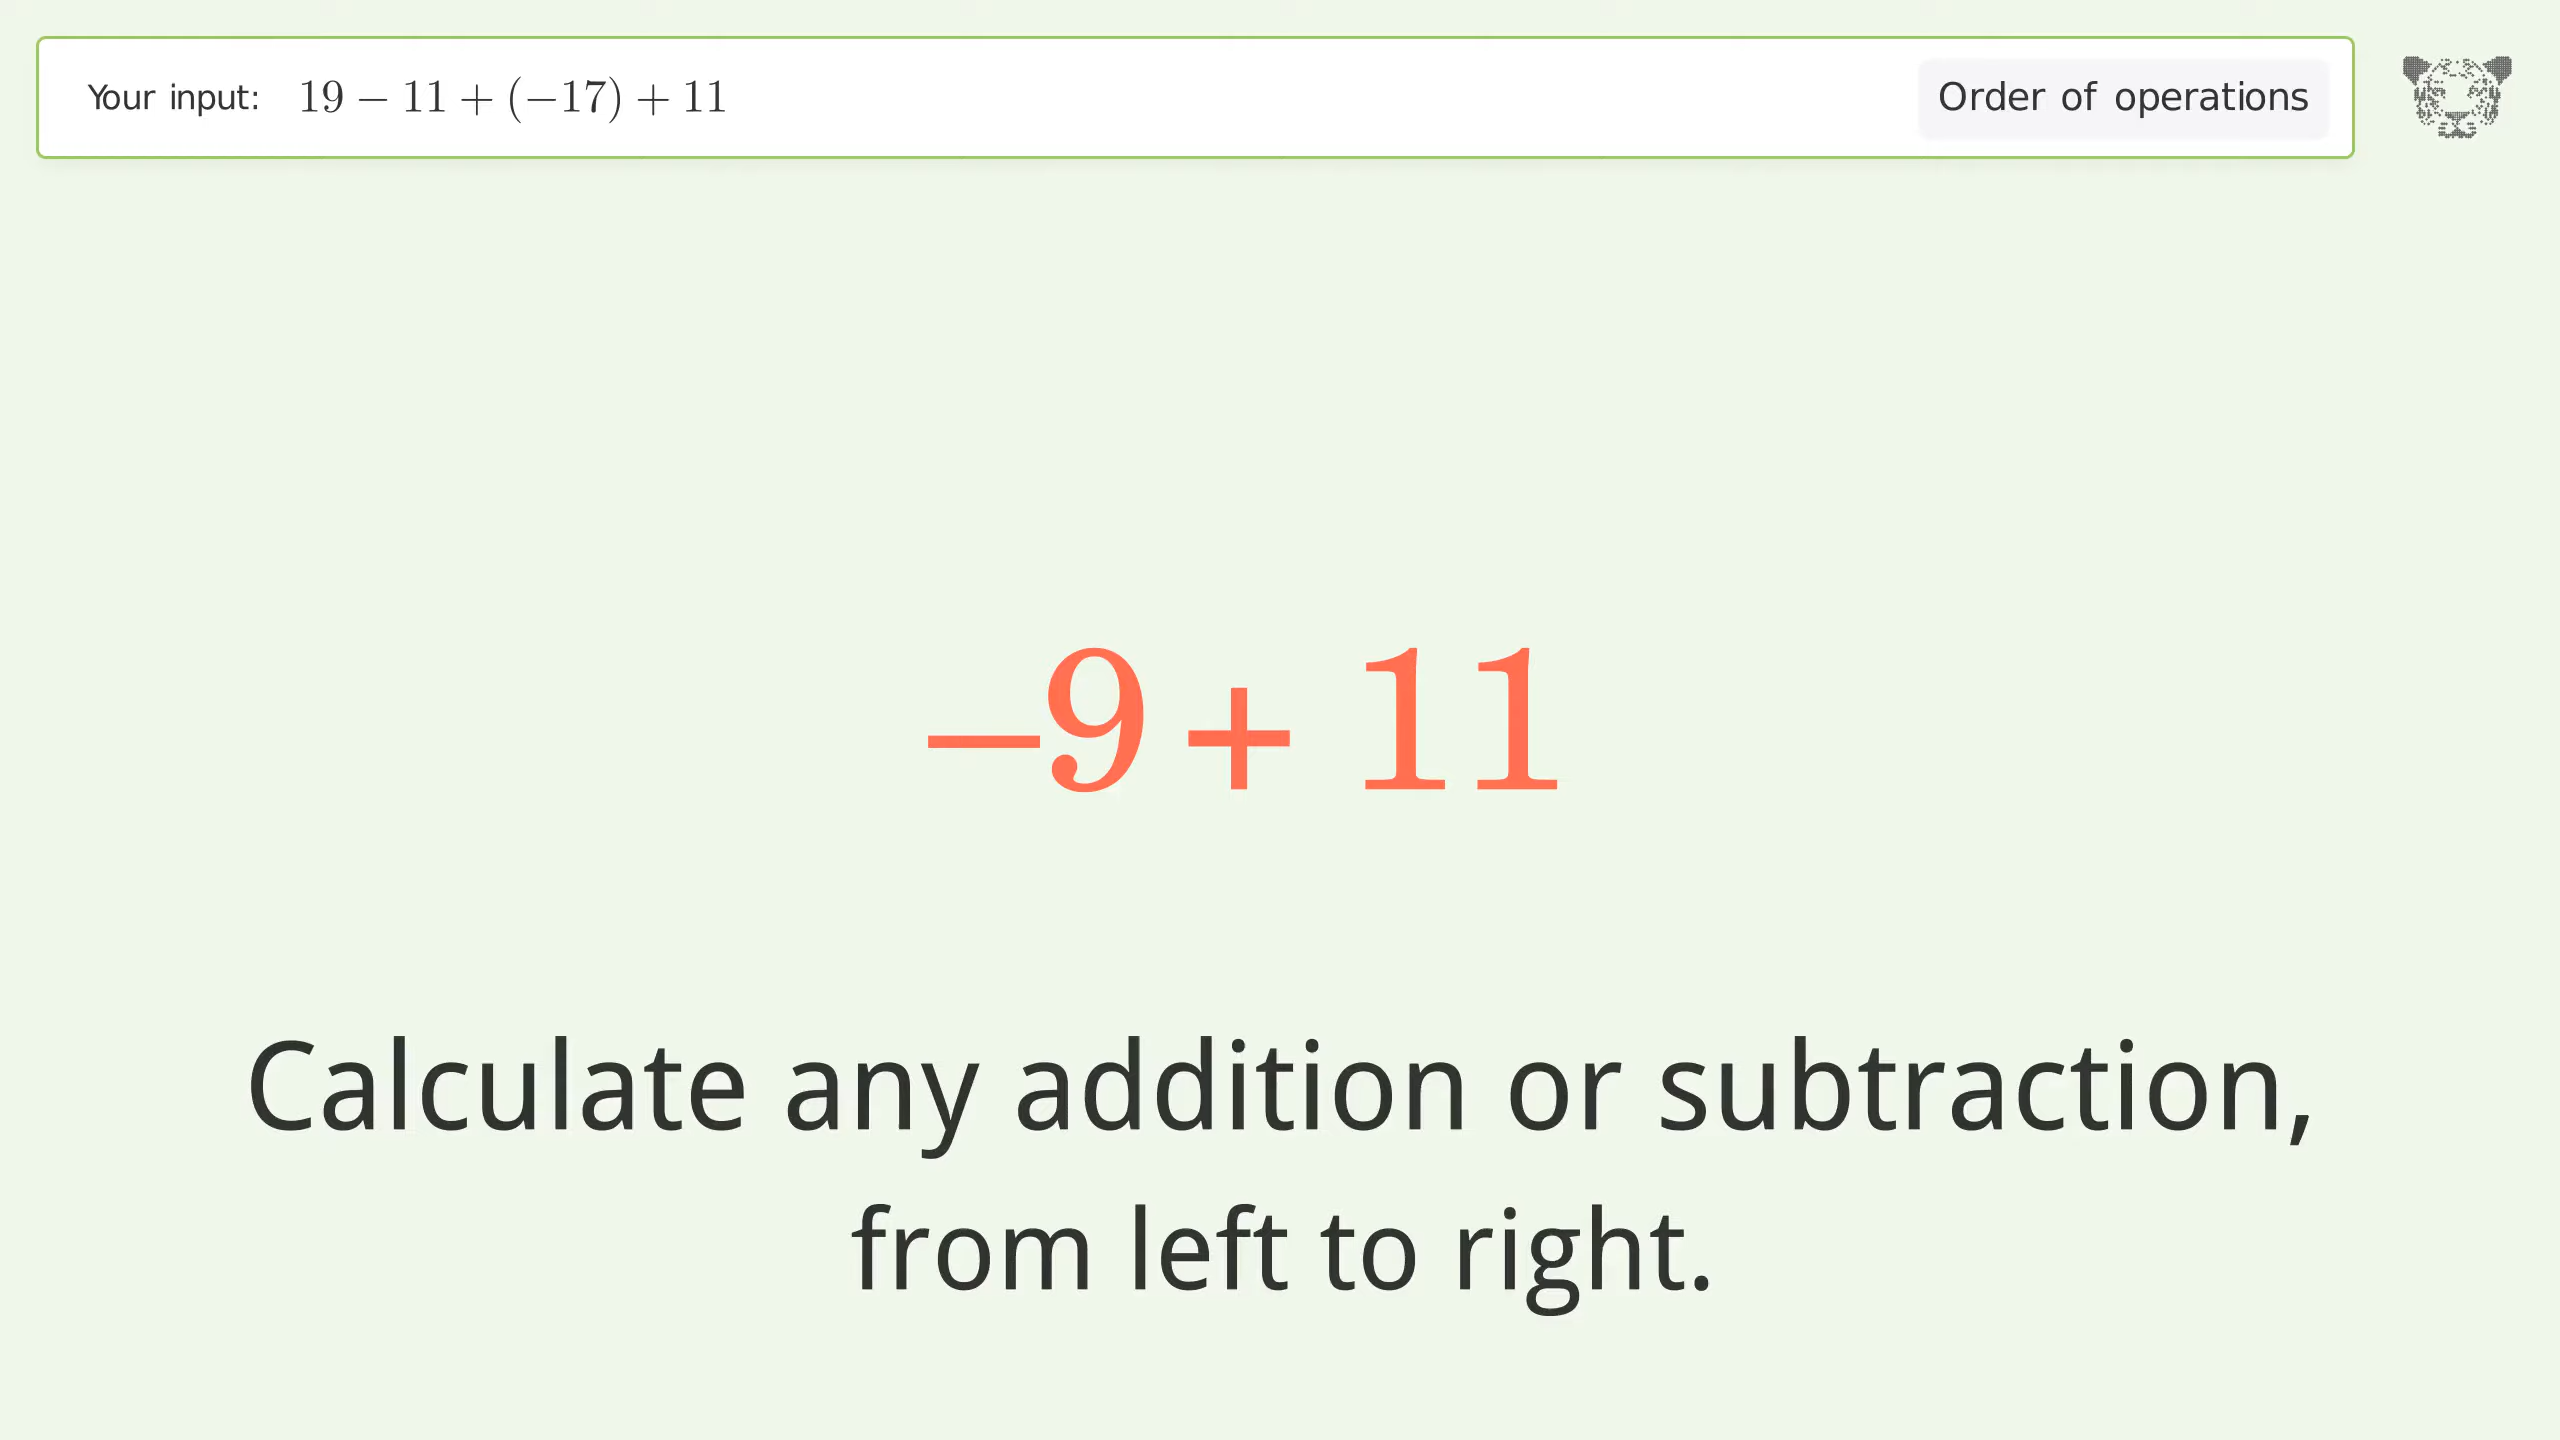 Your input: 19 − 11 + (−17) + 11
Order of operations
−9 + 11
Calculate any addition or subtraction,
from left to right.